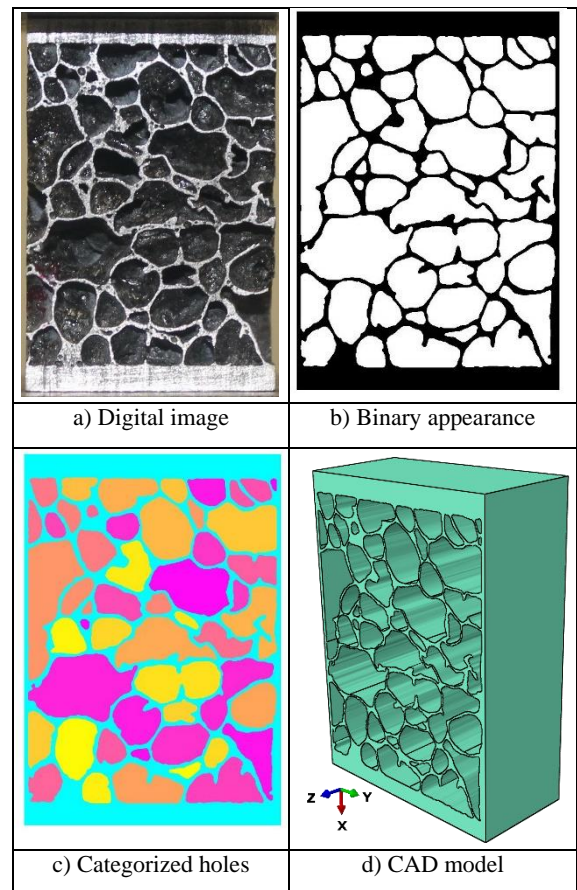 a) Digital image
b) Binary appearance
Z
Y
X
c) Categorized holes
d) CAD model